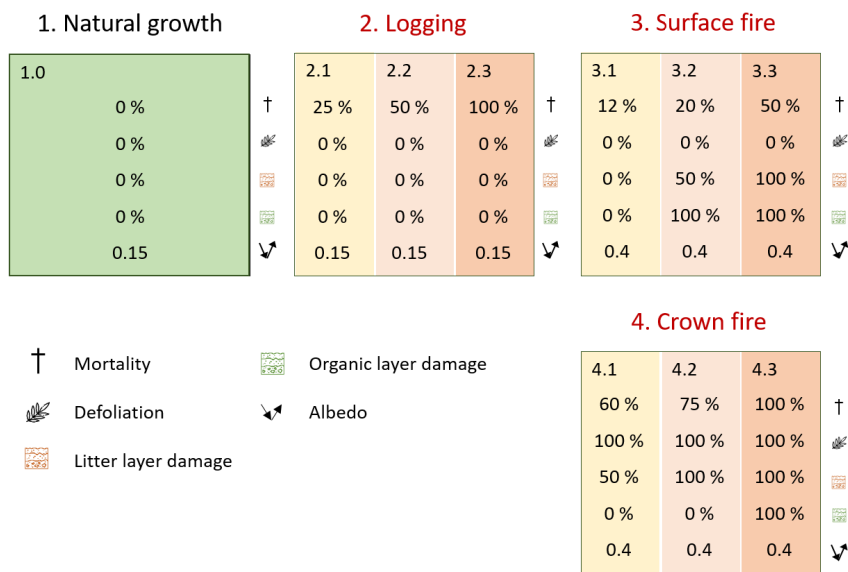 1. Natural growth
2. Logging
3. Surface fire
1.0
0 %
0 %
0 %
0 %
0.15
2.1 2.2 2.3
25 % 50 % 100 %
0 % 0 % 0 %
0 % 0 % 0 %
0 % 0 % 0 %
0.15 0.15 0.15
3.1 3.2 3.3
12 % 20 % 50 %
0 % 0 % 0 %
0 % 50 % 100 %
0 % 100 % 100 %
0.4 0.4 0.4
4. Crown fire
4.1 4.2 4.3
60 % 75 % 100 %
100 % 100 % 100 %
50 % 100 % 100 %
0 % 0 % 100 %
0.4 0.4 0.4
Mortality
Defoliation
Litter layer damage
Organic layer damage
Albedo